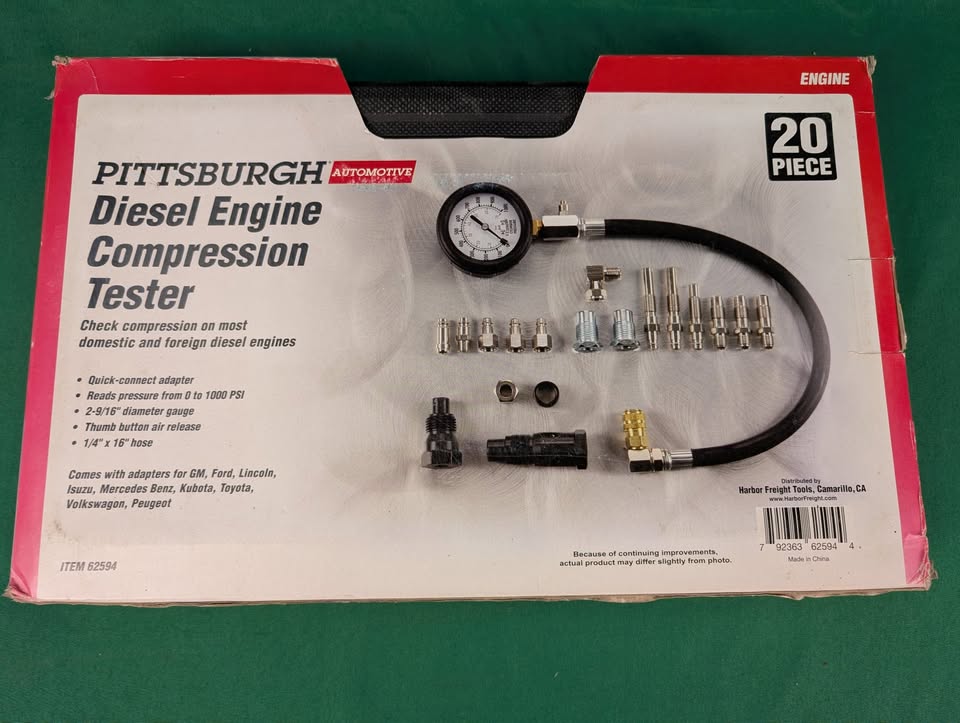 ENGINE
20
PIECE
PITTSBURGH AUTOMOTIVE
Diesel Engine
Compression
Tester
Check compression on most
domestic and foreign diesel engines
• Quick-connect adapter
• Reads pressure from 0 to 1000 PSI
• 2-9/16" diameter gauge
• Thumb button air release
• 1/4" x 16" hose
Comes with adapters for GM, Ford, Lincoln,
Isuzu, Mercedes Benz, Kubota, Toyota,
Volkswagon, Peugeot
ITEM 62594
Because of continuing improvements,
actual product may differ slightly from photo.
Distributed by
Harbor Freight Tools, Camarillo, CA
www.HarborFreight.com
7 92363 62594 4
Made in China